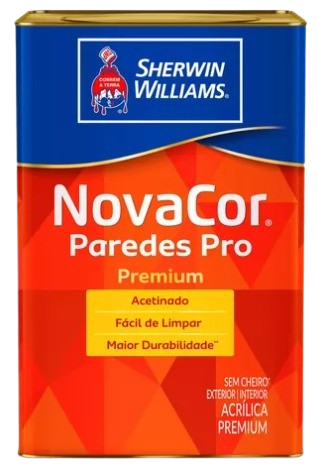 COBREM
A TERRA
SHERWIN
WILLIAMS®
NovaCor®
Paredes Pro
Premium
Acetinado
Fácil de Limpar
Maior Durabilidade**
SEM CHEIRO*
EXTERIOR | INTERIOR
ACRÍLICA
PREMIUM